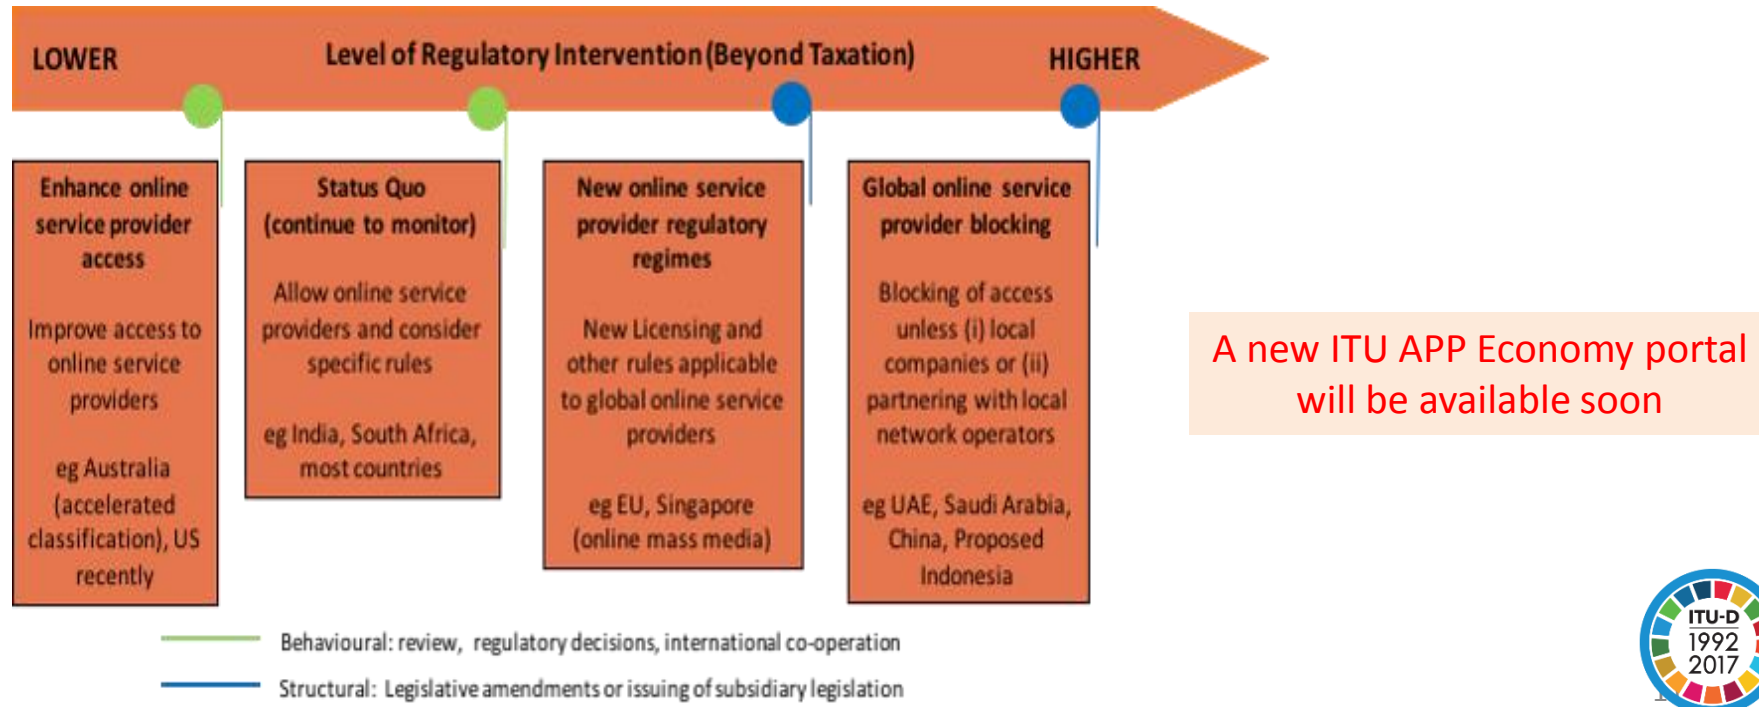 LOWER
Level of Regulatory Intervention (Beyond Taxation)
HIGHER
Enhance online
service provider
access
Improve access to
online service
providers
eg Australia
(accelerated
classification), US
recently
Status Quo
(continue to monitor)
Allow online service
providers and consider
specific rules
eg India, South Africa,
most countries
New online service
provider regulatory
regimes
New Licensing and
other rules applicable
to global online service
providers
eg EU, Singapore
(online mass media)
Global online service
provider blocking
Blocking of access
unless (i) local
companies or (ii)
partnering with local
network operators
eg UAE, Saudi Arabia,
China, Proposed
Indonesia
A new ITU APP Economy portal
will be available soon
Behavioural: review, regulatory decisions, international co-operation
Structural: Legislative amendments or issuing of subsidiary legislation
ITU-D
1992
2017